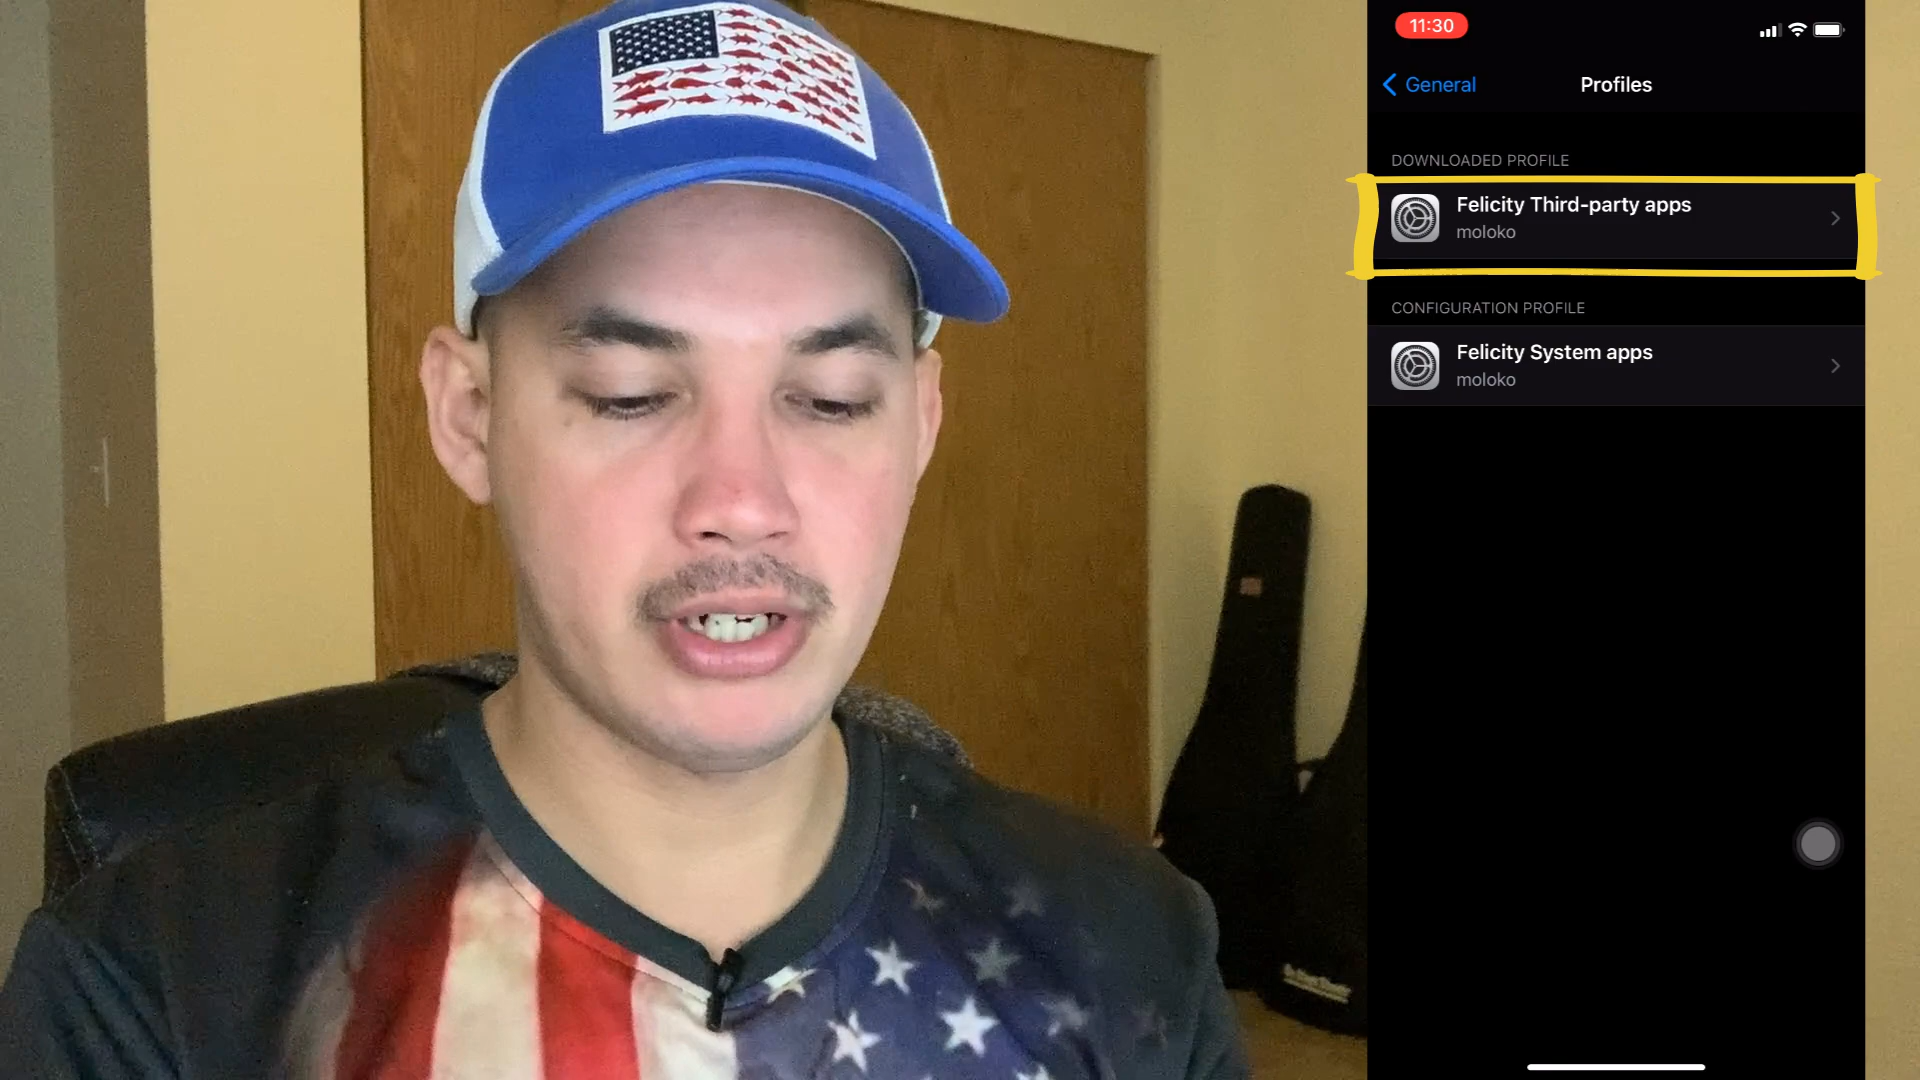 11:30
General
Profiles
DOWNLOADED PROFILE
Felicity Third-party apps
moloko
CONFIGURATION PROFILE
Felicity System apps
moloko